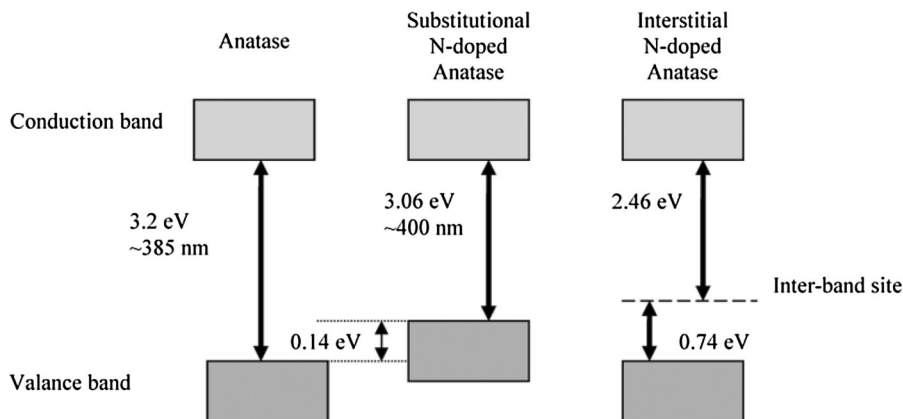 Anatase
Substitutional
N-doped
Anatase
Interstitial
N-doped
Anatase
Conduction band
3.2 eV
~385 nm
3.06 eV
~400 nm
2.46 eV
Inter-band site
0.14 eV
0.74 eV
Valance band